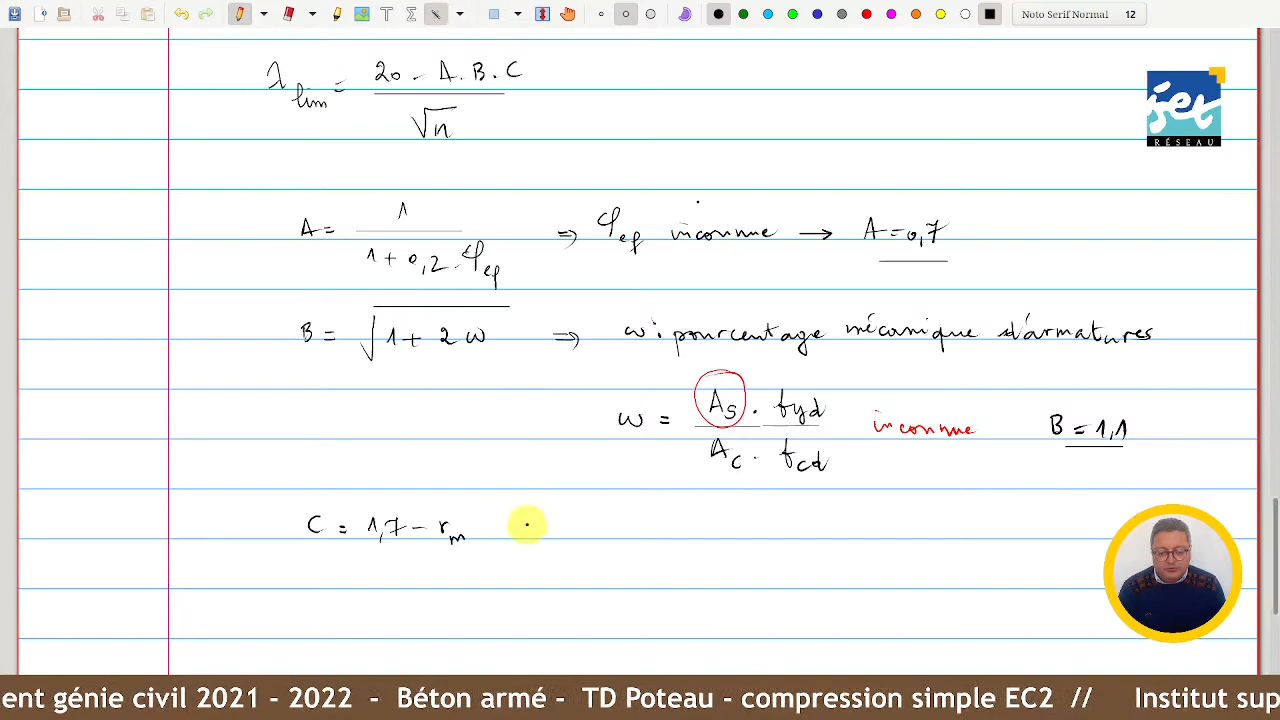 Noto Serif Normal 12
λlim = 20 . A . B . C / √n
iset
RÉSEAU
A = 1 / 1 + 0,2 . φef ⇒ φef inconnue → A = 0,7
B = √1 + 2 ω ⇒ ω : pourcentage mécanique d'armatures
ω = As . fyd / Ac . fcd inconnue B = 1,1
C = 1,7 - rm
ent génie civil 2021 - 2022 - Béton armé - TD Poteau - compression simple EC2 // Institut sup